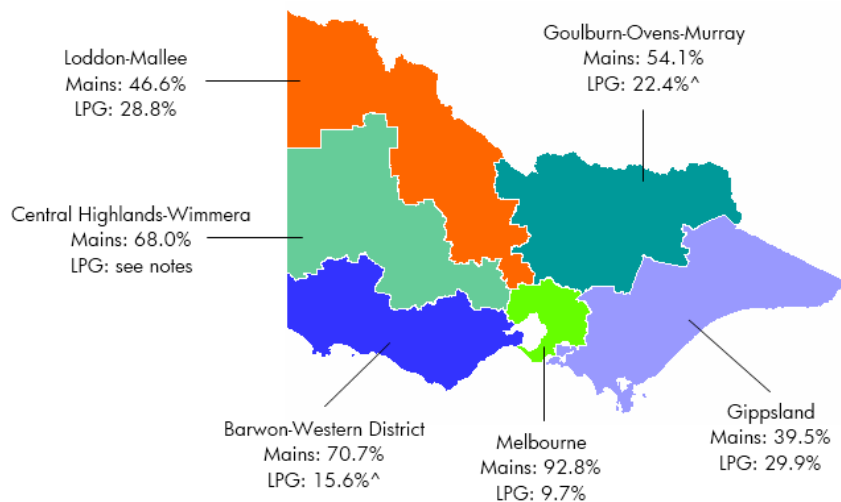 Loddon-Mallee
Mains: 46.6%
LPG: 28.8%
Goulburn-Ovens-Murray
Mains: 54.1%
LPG: 22.4%^
Central Highlands-Wimmera
Mains: 68.0%
LPG: see notes
Barwon-Western District
Mains: 70.7%
LPG: 15.6%^
Melbourne
Mains: 92.8%
LPG: 9.7%
Gippsland
Mains: 39.5%
LPG: 29.9%